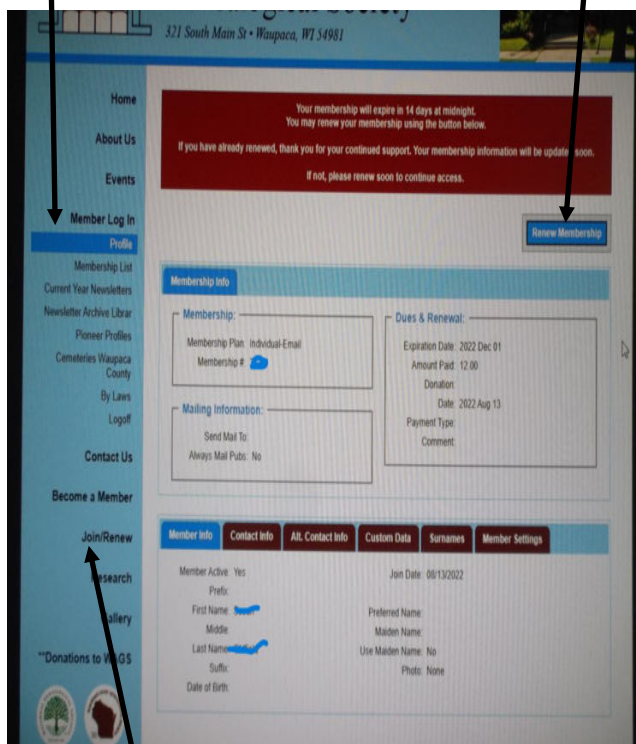 Society
321 South Main St • Waupaca, WI 54981
Home
About Us
Events
Member Log In
Profile
Membership List
Current Year Newsletters
Newsletter Archive Librar
Pioneer Profiles
Cemeteries Waupaca
County
By Laws
Logoff
Contact Us
Become a Member
Join/Renew
Research
Gallery
**Donations to WAGS
Your membership will expire in 14 days at midnight.
You may renew your membership using the button below.
If you have already renewed, thank you for your continued support. Your membership information will be updated soon.
If not, please renew soon to continue access.
Renew Membership
Membership Info
Membership:
Membership Plan: Individual-Email
Membership #:
Mailing Information:
Send Mail To:
Always Mail Pubs: No
Dues & Renewal:
Expiration Date: 2022 Dec 01
Amount Paid: 12.00
Donation:
Date: 2022 Aug 13
Payment Type:
Comment:
Member Info Contact Info Alt. Contact Info Custom Data Surnames Member Settings
Member Active: Yes
Prefix:
First Name:
Middle:
Last Name:
Suffix:
Date of Birth:
Join Date: 08/13/2022
Preferred Name:
Maiden Name:
Use Maiden Name: No
Photo: None